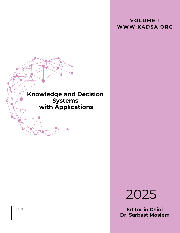 VOLUME 1
WWW.KADSA.ORG
Knowledge and Decision
Systems
with Applications
2025
Editor in Chief
Dr. Sarbast Moslem